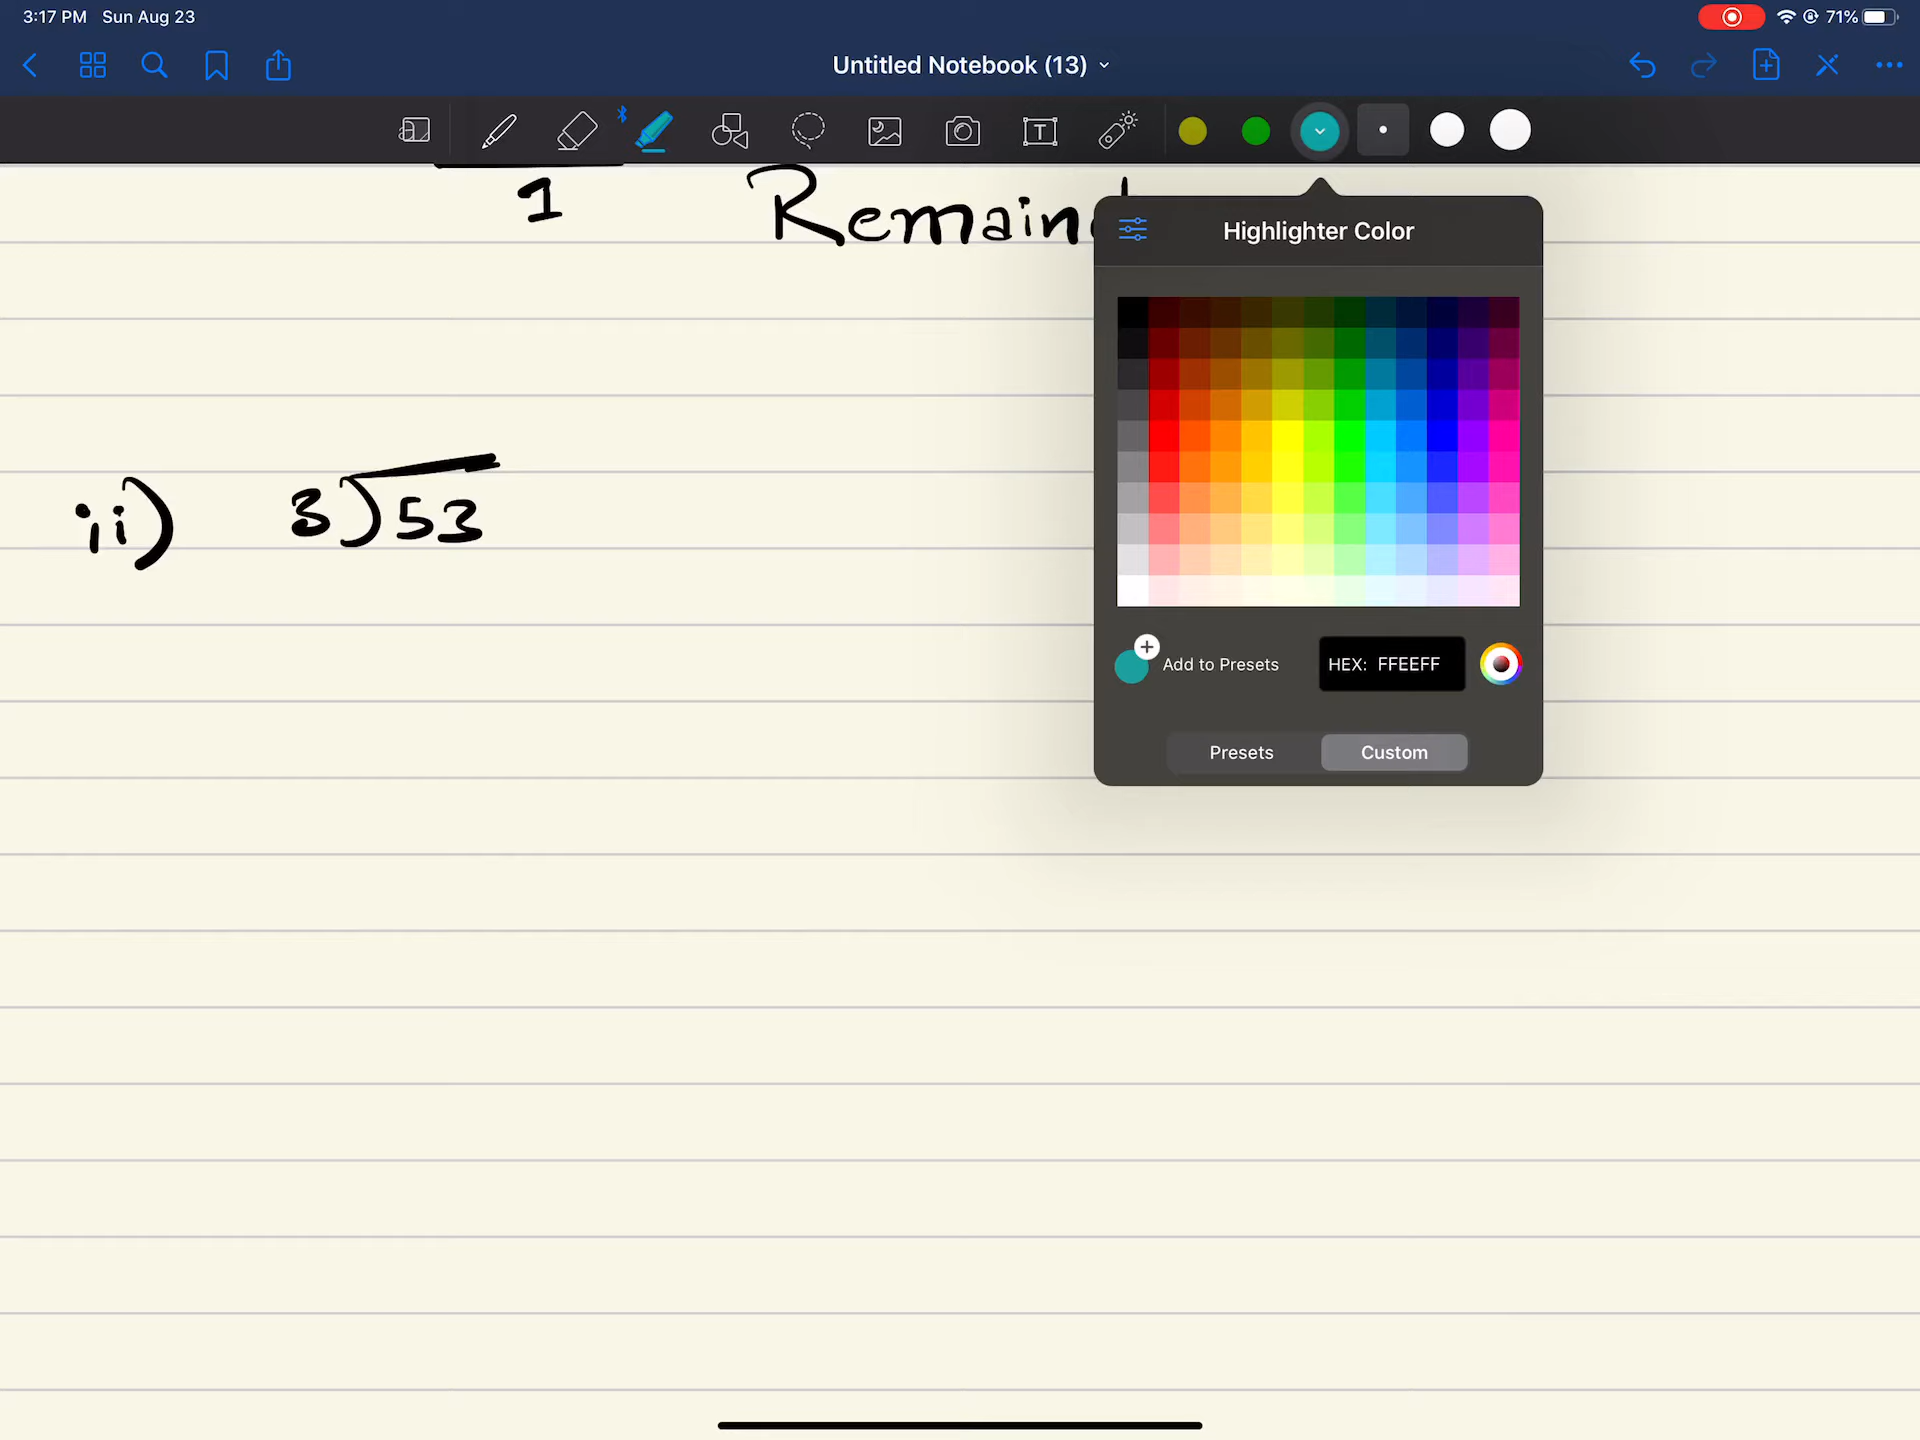 3:17 PM Sun Aug 23
71%
Untitled Notebook (13)
T
1 Remain
Highlighter Color
ii) 3)53
Add to Presets
HEX: FFEEFF
Presets
Custom